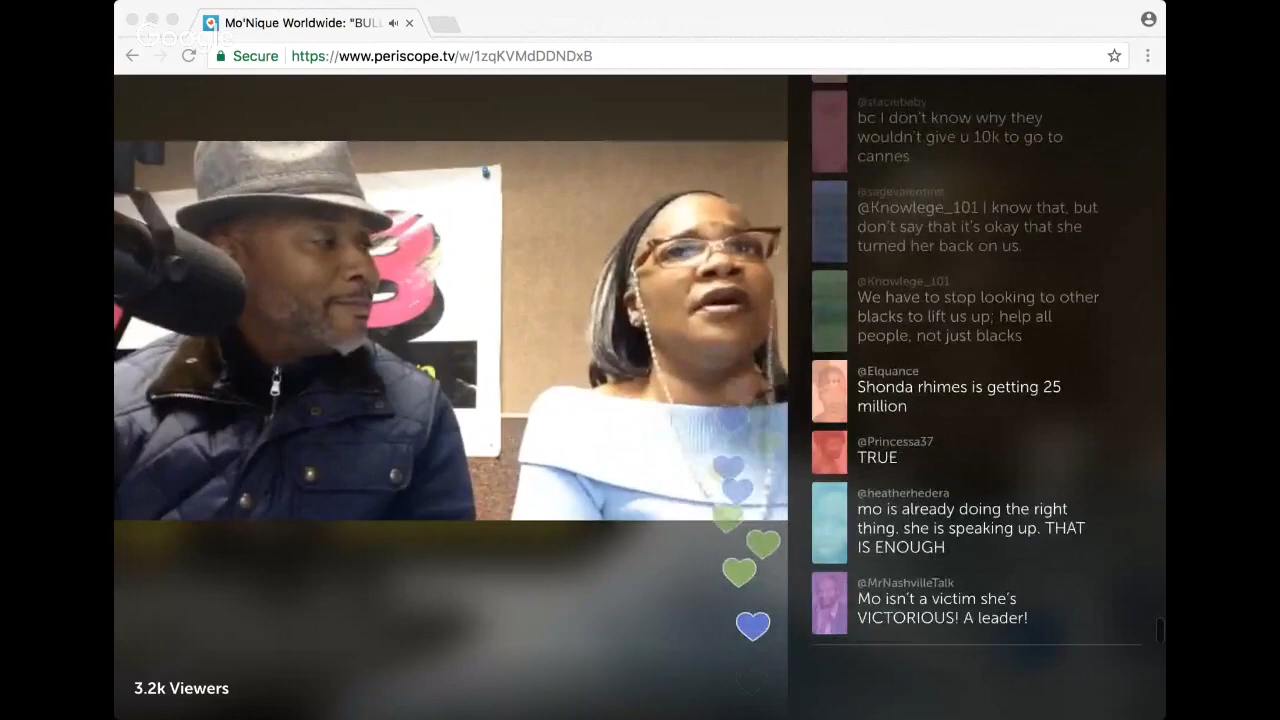 Mo'Nique Worldwide: "BULL
Google
Secure
https://www.periscope.tv/w/1zqKVMdDDNDxB
@staciebaby
bc I don't know why they
wouldn't give u 10k to go to
cannes
@sagevalentine
@Knowlege_101 I know that, but
don't say that it's okay that she
turned her back on us.
@Knowlege_101
We have to stop looking to other
blacks to lift us up; help all
people, not just blacks
@Elquance
Shonda rhimes is getting 25
million
@Princessa37
TRUE
@heatherhedera
mo is already doing the right
thing. she is speaking up. THAT
IS ENOUGH
@MrNashvilleTalk
Mo isn't a victim she's
VICTORIOUS! A leader!
3.2k Viewers